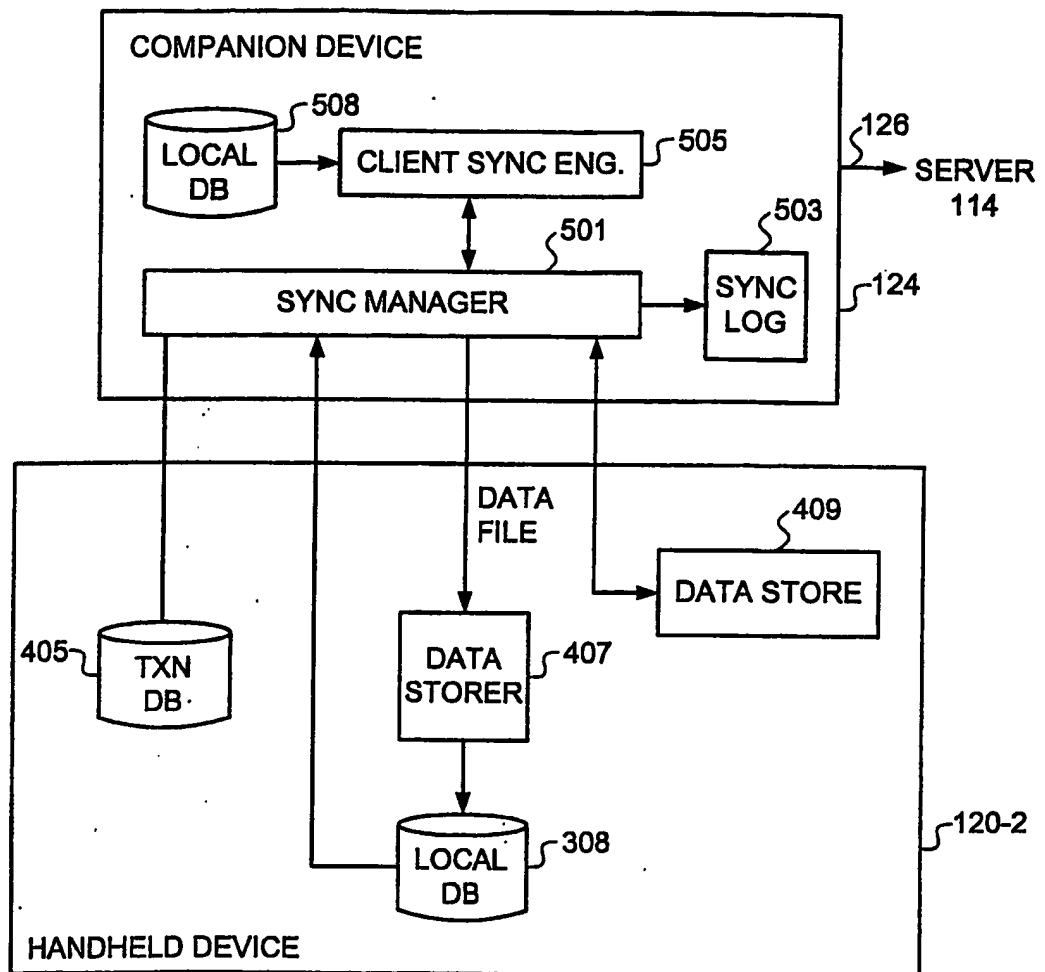 COMPANION DEVICE
508
LOCAL
DB
CLIENT SYNC ENG.
505
126
SERVER
114
501
SYNC MANAGER
503
SYNC
LOG
124
DATA
FILE
409
DATA STORE
405
TXN
DB
DATA
STORER
407
LOCAL
DB
308
120-2
HANDHELD DEVICE